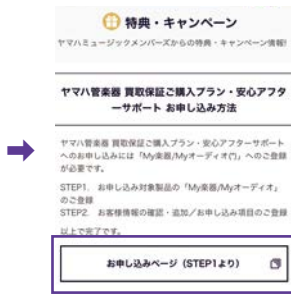 特典・キャンペーン
ヤマハミュージックメンバーズからの特典・キャンペーン情報!
ヤマハ管楽器 買取保証ご購入プラン・安心アフタ
ーサポート お申し込み方法
ヤマハ管楽器 買取保証ご購入プラン・安心アフターサポート
へのお申し込みには「My楽器/Myオーディオ(*)」へのご登録
が必要です。
STEP1. お申し込み対象製品の「My楽器/Myオーディオ」
のご登録
STEP2. お客様情報の確認・追加/お申し込み項目のご登録
以上で完了です。
お申し込みページ(STEP1より)